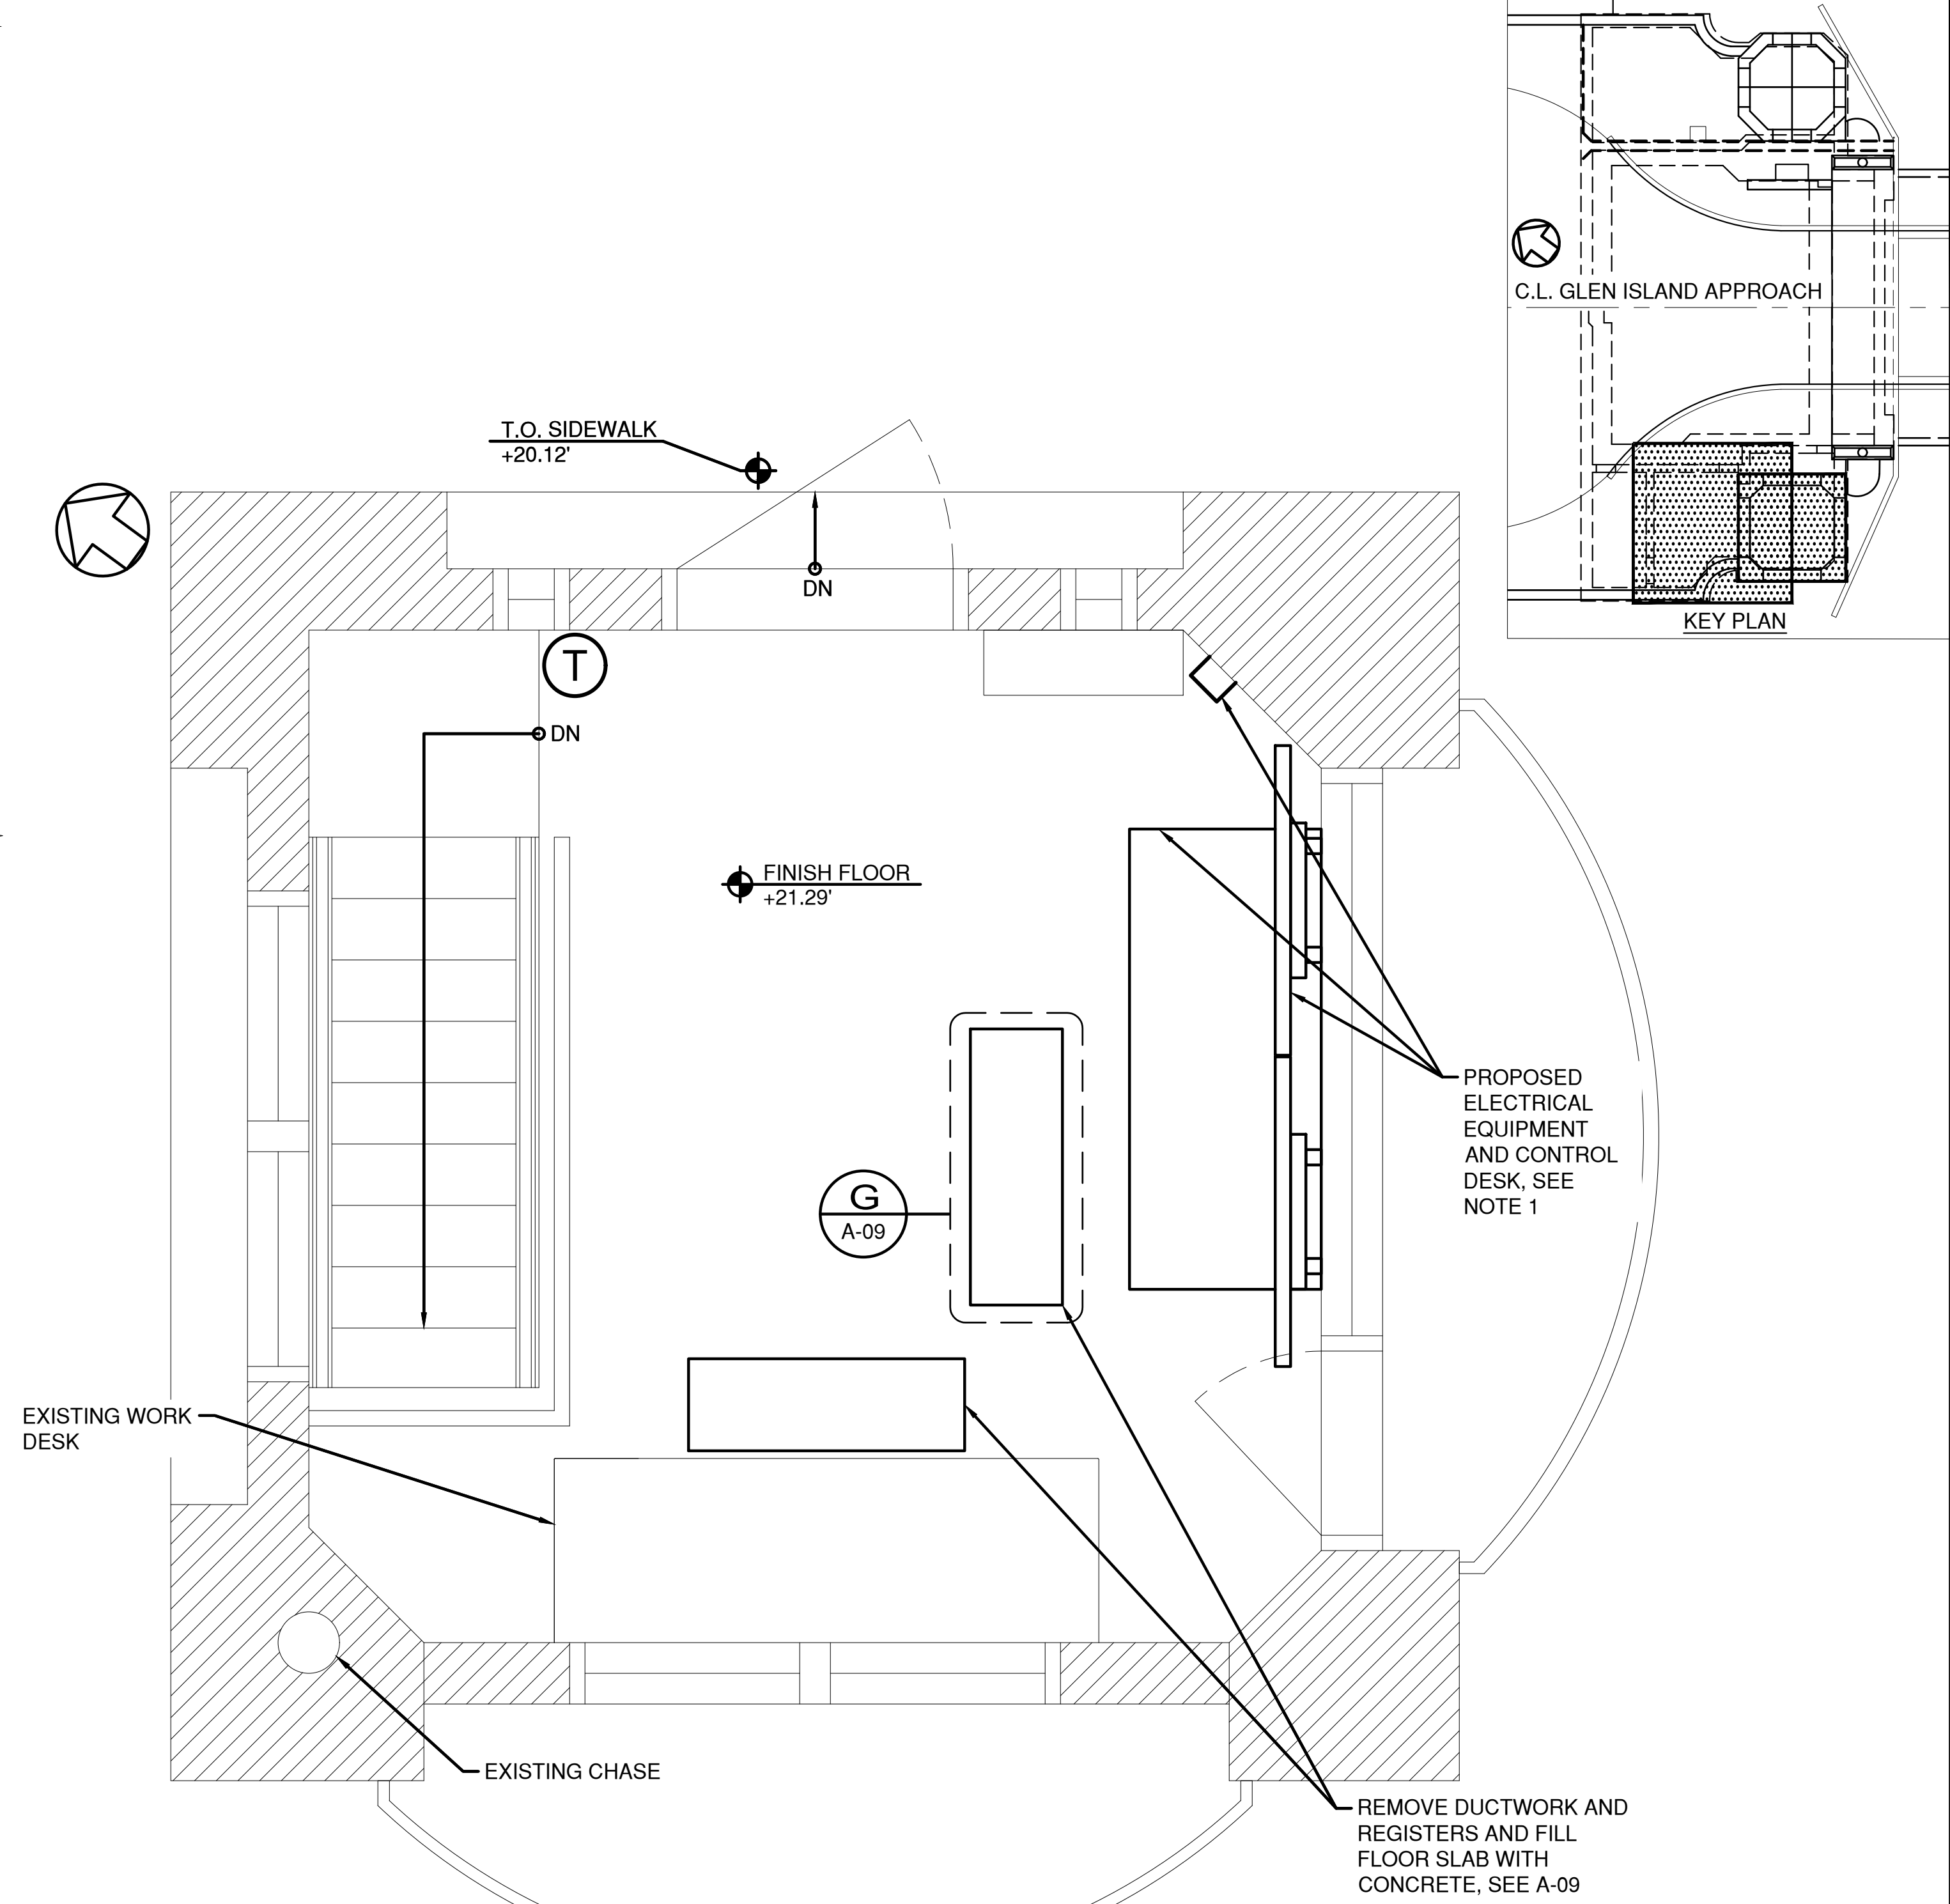 C.L. GLEN ISLAND APPROACH
KEY PLAN
T.O. SIDEWALK
+20.12'
DN
T
DN
FINISH FLOOR
+21.29'
PROPOSED
ELECTRICAL
EQUIPMENT
AND CONTROL
DESK, SEE
NOTE 1
G
A-09
EXISTING WORK
DESK
EXISTING CHASE
REMOVE DUCTWORK AND
REGISTERS AND FILL
FLOOR SLAB WITH
CONCRETE, SEE A-09